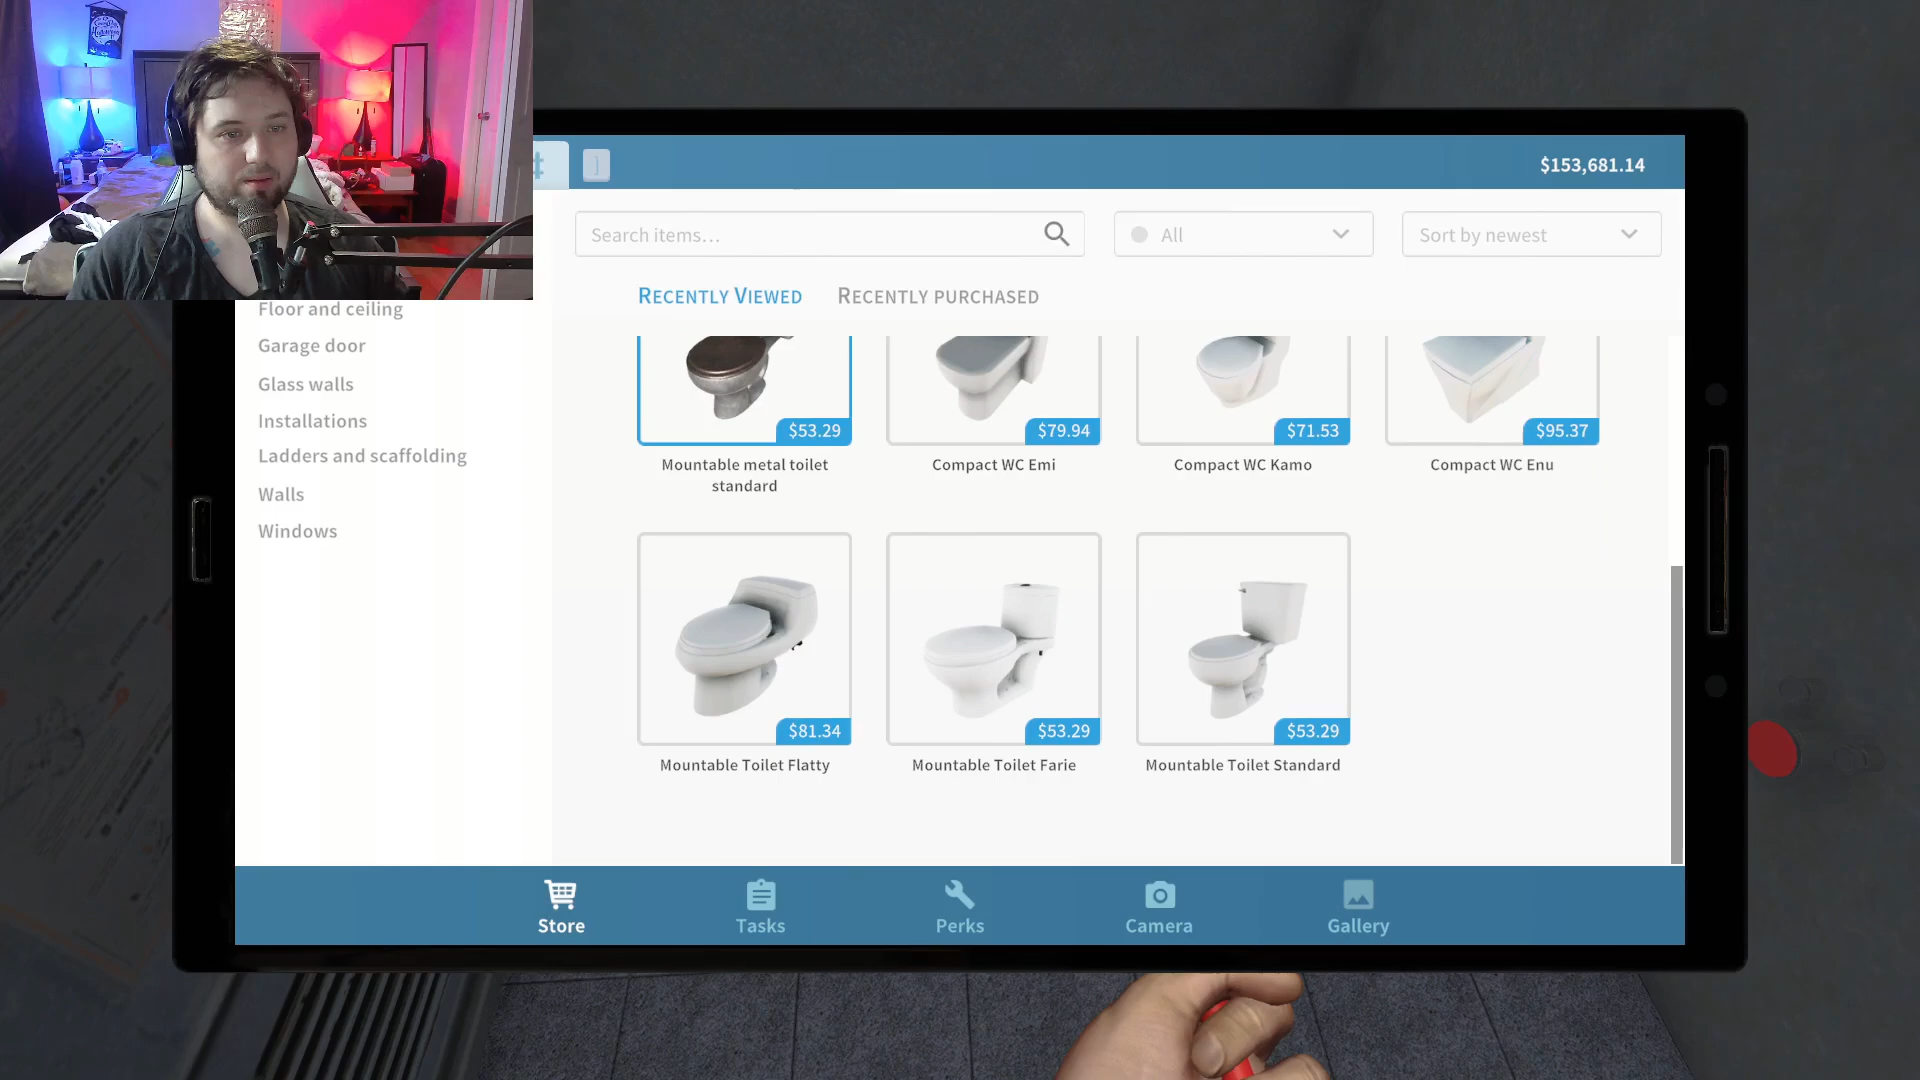 $153,681.14
Search items...
All
Sort by newest
RECENTLY VIEWED
RECENTLY PURCHASED
Floor and ceiling
Garage door
Glass walls
Installations
Ladders and scaffolding
Walls
Windows
$53.29
$79.94
$71.53
$95.37
Mountable metal toilet
standard
Compact WC Emi
Compact WC Kamo
Compact WC Enu
$81.34
$53.29
$53.29
Mountable Toilet Flatty
Mountable Toilet Farie
Mountable Toilet Standard
Store
Tasks
Perks
Camera
Gallery